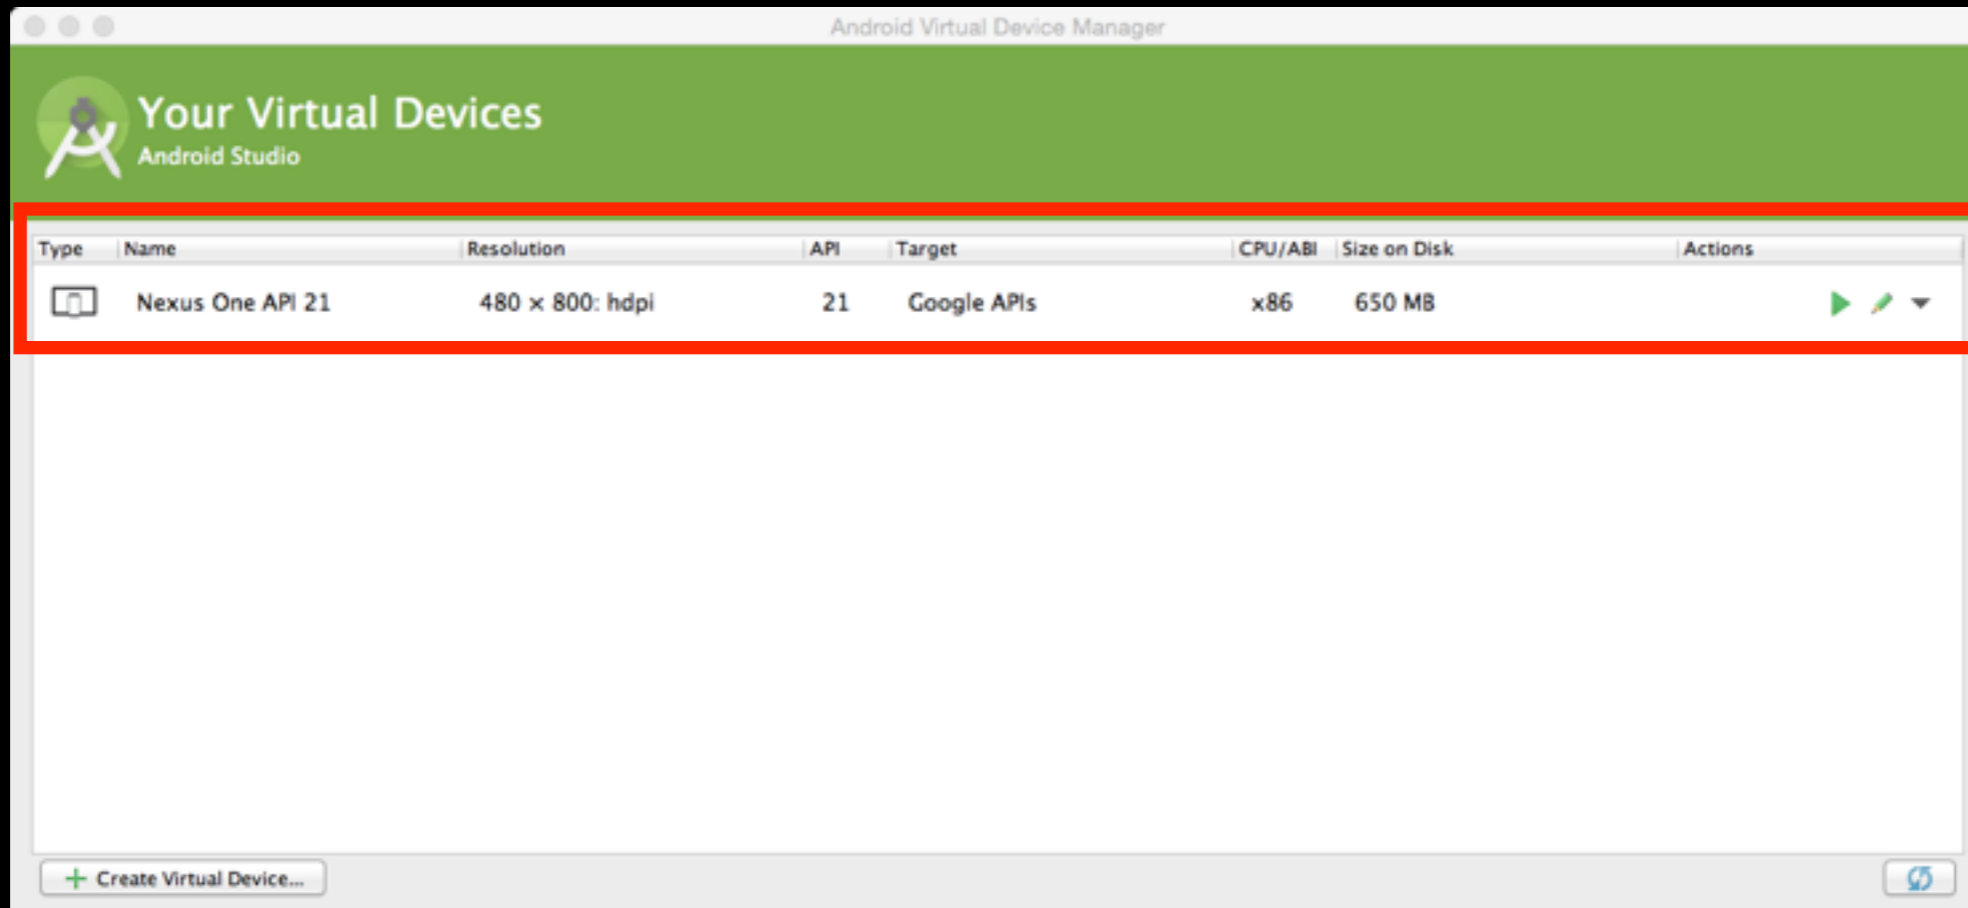 Android Virtual Device Manager
Your Virtual Devices
Android Studio
Type Name Resolution API Target CPU/ABI Size on Disk Actions
Nexus One API 21 480 × 800: hdpi 21 Google APIs x86 650 MB
Create Virtual Device...